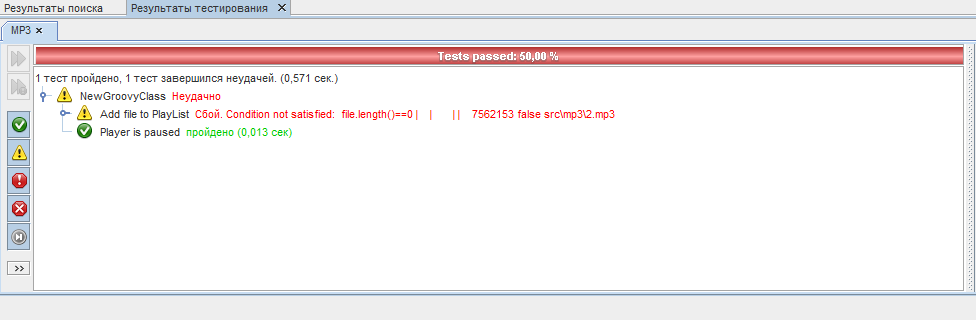 Результаты поиска Результаты тестирования
MP3
Tests passed: 50,00 %
1 тест пройдено, 1 тест завершился неудачей. (0,571 сек.)
NewGroovyClass Неудачно
Add file to PlayList Сбой. Condition not satisfied: file.length()==0 | | | | 7562153 false src\mp3\2.mp3
Player is paused пройдено (0,013 сек)
>>